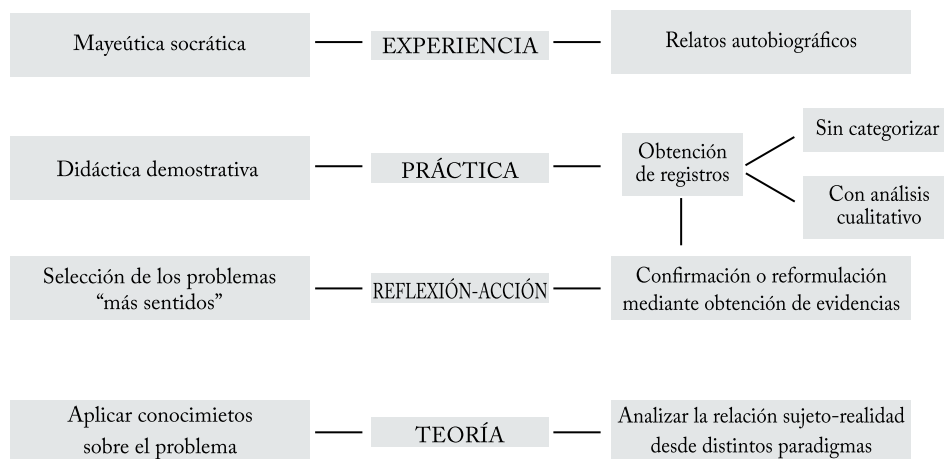 Mayeútica socrática
EXPERIENCIA
Relatos autobiográficos
Didáctica demostrativa
PRÁCTICA
Obtención
de registros
Sin categorizar
Con análisis
cualitativo
Selección de los problemas
“más sentidos”
REFLEXIÓN-ACCIÓN
Confirmación o reformulación
mediante obtención de evidencias
Aplicar conocimietos
sobre el problema
TEORÍA
Analizar la relación sujeto-realidad
desde distintos paradigmas